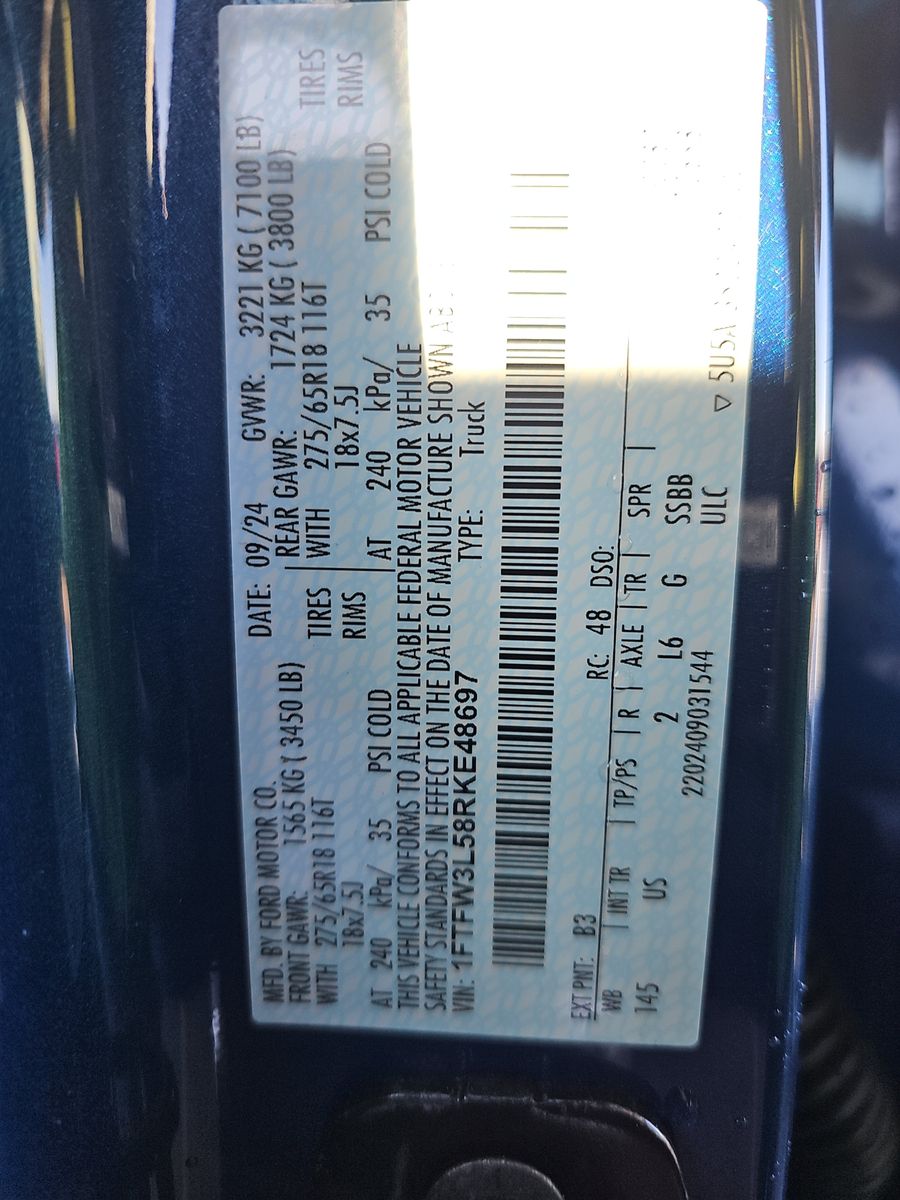 MFD. BY FORD MOTOR CO. DATE: 09/24 GVWR: 3221 KG ( 7100 LB)
FRONT GAWR: 1565 KG ( 3450 LB) REAR GAWR: 1724 KG ( 3800 LB)
WITH 275/65R18 116T TIRES WITH 275/65R18 116T TIRES
18x7.5J RIMS 18x7.5J RIMS
AT 240 kPa/ 35 PSI COLD AT 240 kPa/ 35 PSI COLD
THIS VEHICLE CONFORMS TO ALL APPLICABLE FEDERAL MOTOR VEHICLE
SAFETY STANDARDS IN EFFECT ON THE DATE OF MANUFACTURE SHOWN
VIN: 1FTFW3L58RKE48697 TYPE: Truck
EXT PNT: B3 RC: 48 DSO:
WB | INT TR | TP/PS | R | AXLE | TR | SPR |
145 US 2 L6 G SSBB
220240903 1544 ULC